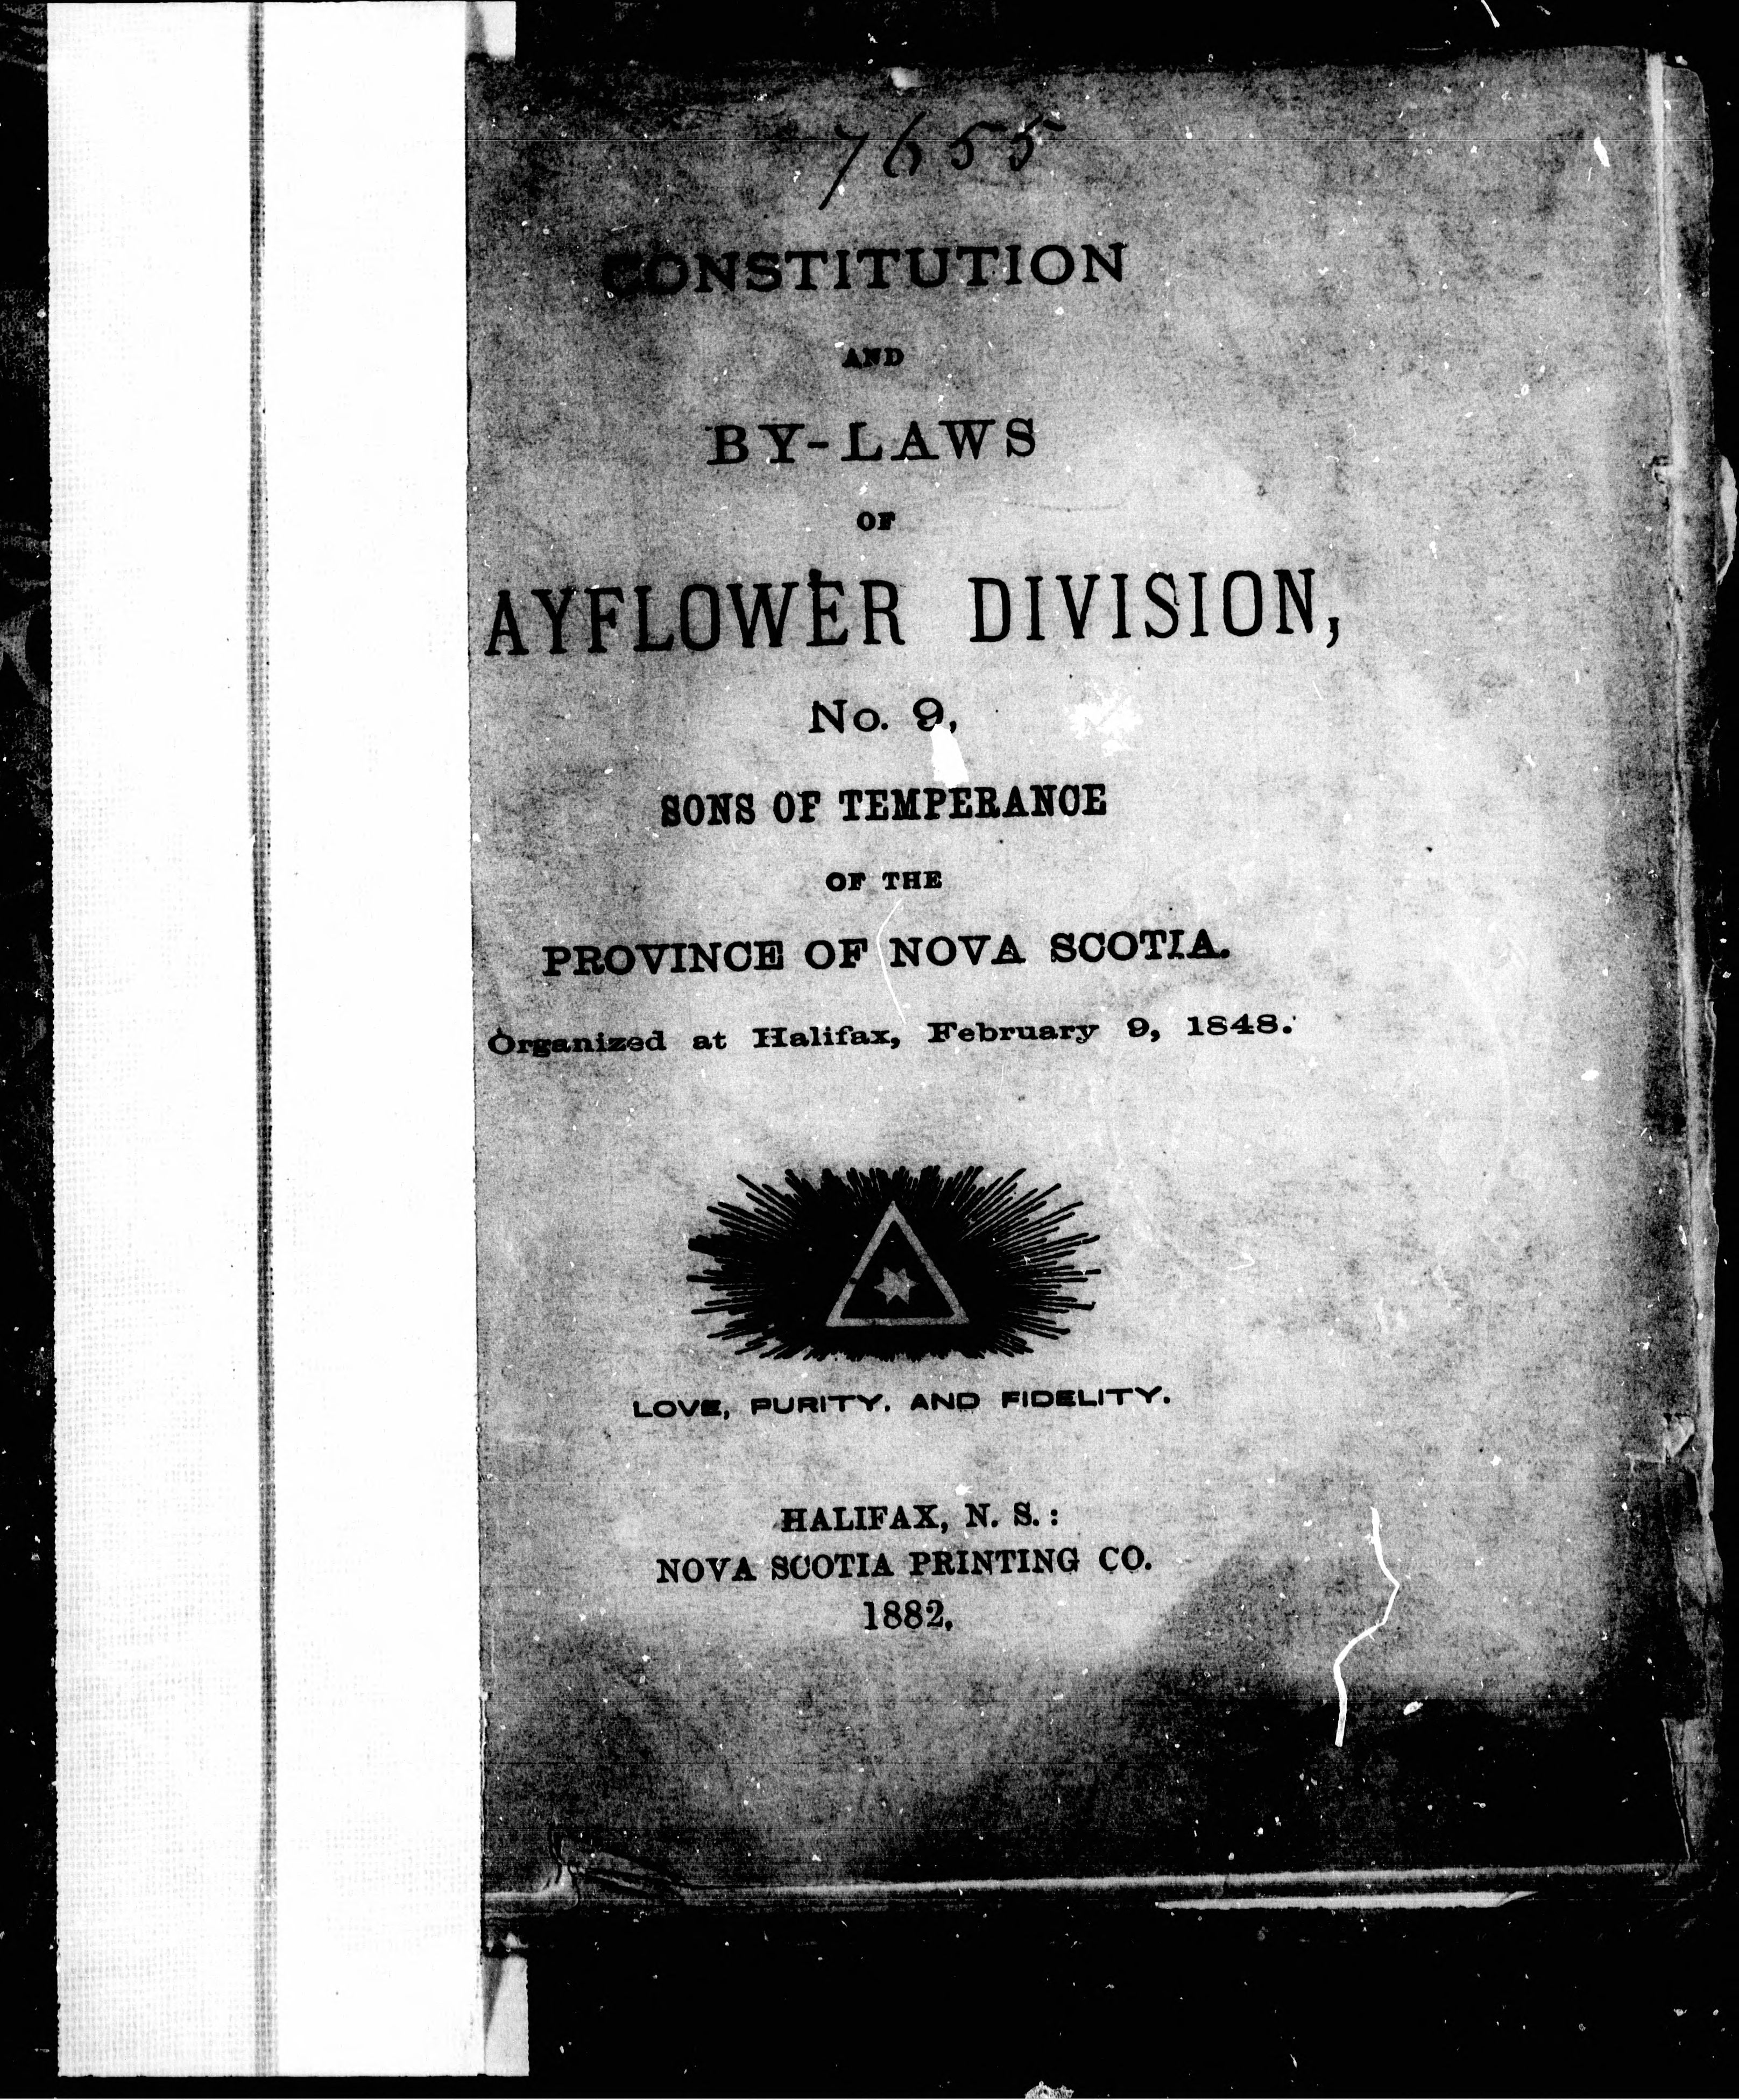 7655
CONSTITUTION
AND
BY-LAWS
OF
AYFLOWER DIVISION,
No. 9,
SONS OF TEMPERANCE
OF THE
PROVINCE OF NOVA SCOTIA.
Organized at Halifax, February 9, 1848.
LOVE, PURITY, AND FIDELITY.
HALIFAX, N. S.:
NOVA SCOTIA PRINTING CO.
1882.